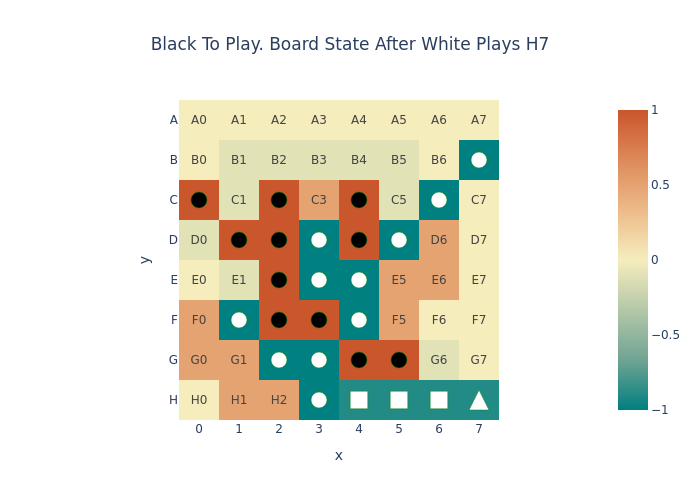 Black To Play. Board State After White Plays H7
A A0 A1 A2 A3 A4 A5 A6 A7 1
B B0 B1 B2 B3 B4 B5 B6
C C1 C3 C5 C7 0.5
D D0 D6 D7
y E E0 E1 E5 E6 E7 0
F F0 F5 F6 F7 −0.5
G G0 G1 G6 G7
H H0 H1 H2 −1
0 1 2 3 4 5 6 7
x